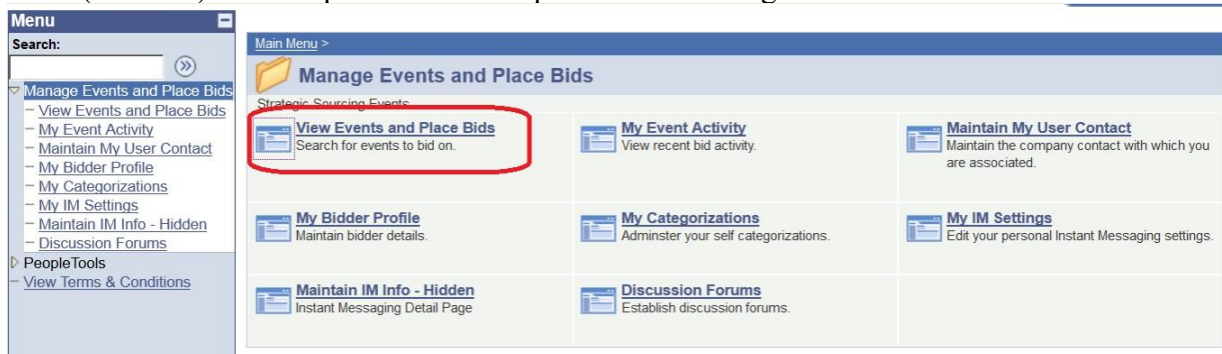 Menu
Search:
Manage Events and Place Bids
View Events and Place Bids
My Event Activity
Maintain My User Contact
My Bidder Profile
My Categorizations
My IM Settings
Maintain IM Info - Hidden
Discussion Forums
PeopleTools
View Terms & Conditions
Main Menu >
Manage Events and Place Bids
Strategic Sourcing Events
View Events and Place Bids
Search for events to bid on.
My Event Activity
View recent bid activity.
Maintain My User Contact
Maintain the company contact with which you
are associated.
My Bidder Profile
Maintain bidder details.
My Categorizations
Adminster your self categorizations.
My IM Settings
Edit your personal Instant Messaging settings.
Maintain IM Info - Hidden
Instant Messaging Detail Page
Discussion Forums
Establish discussion forums.